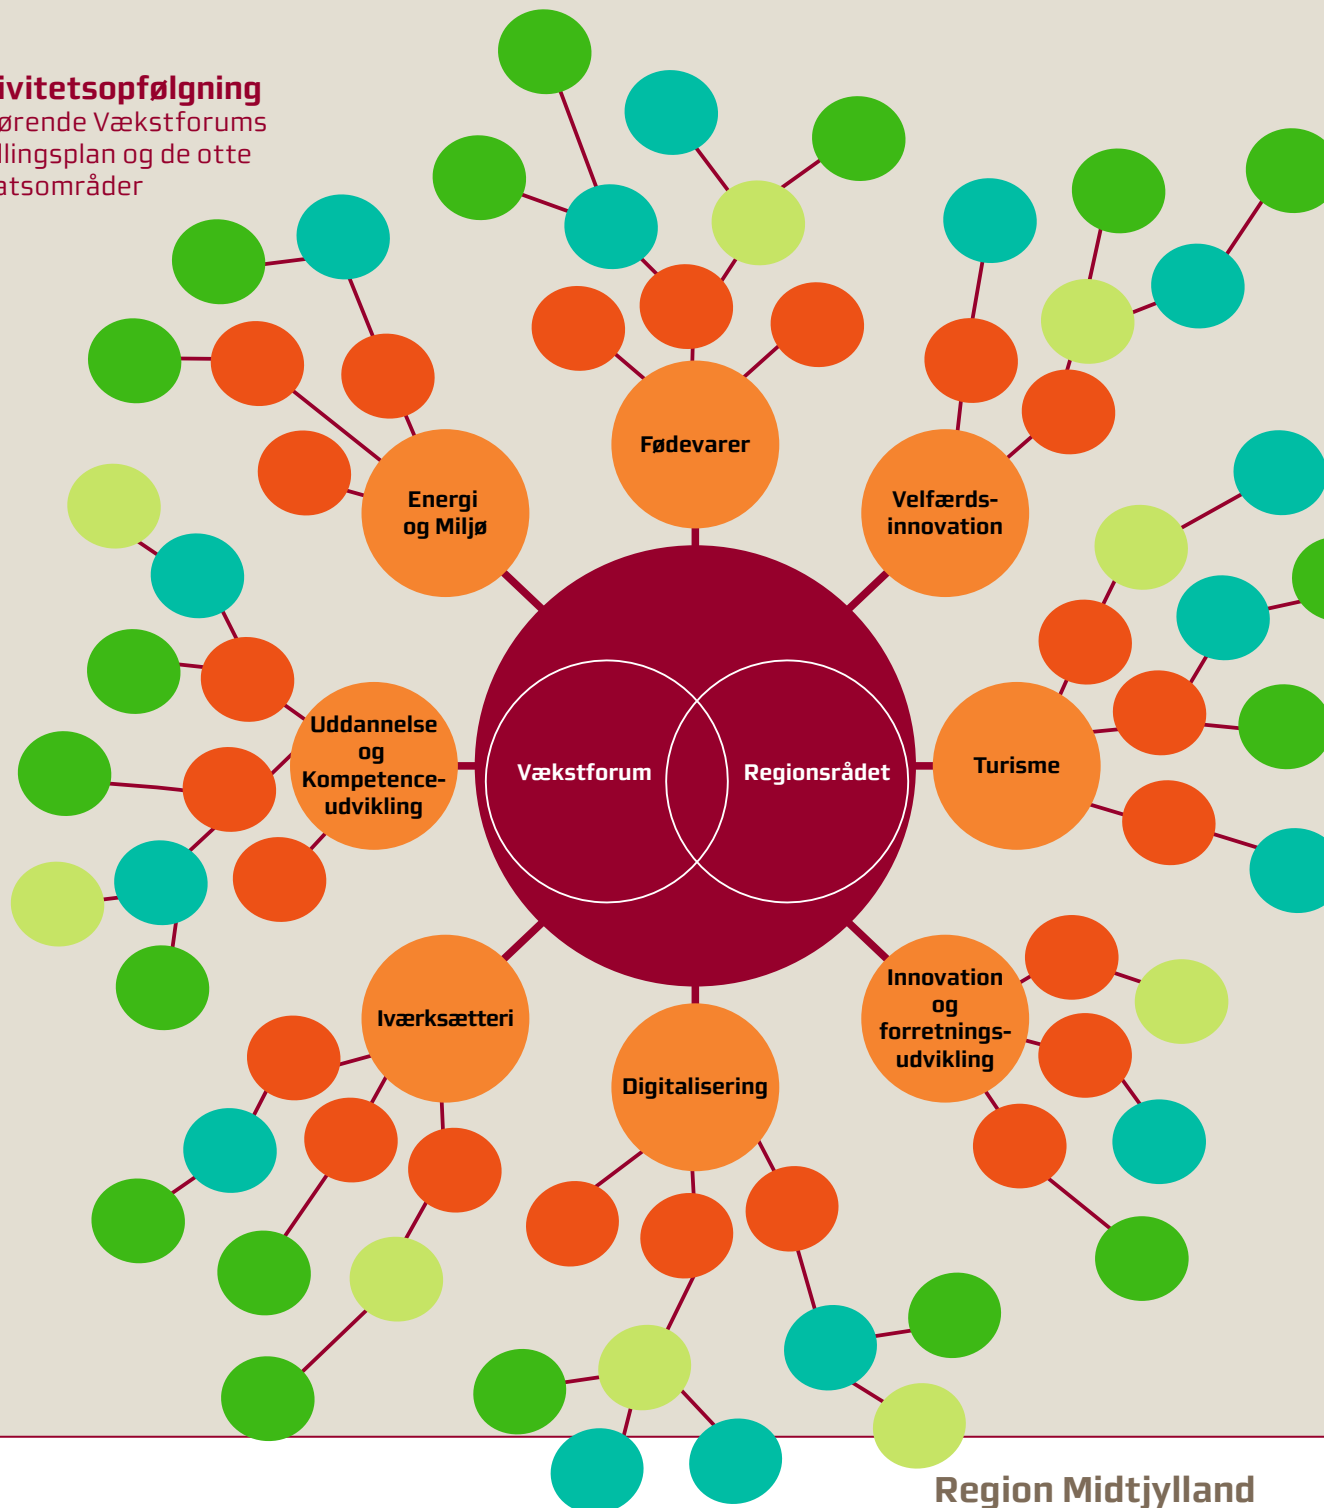 ivitetsopfølgning
ørende Vækstforums
llingsplan og de otte
atsområder
Fødevarer
Energi
og Miljø
Velfærds-
innovation
Uddannelse
og
Kompetence-
udvikling
Vækstforum
Regionsrådet
Turisme
Iværksætteri
Innovation
og
forretnings-
udvikling
Digitalisering
Region Midtjylland